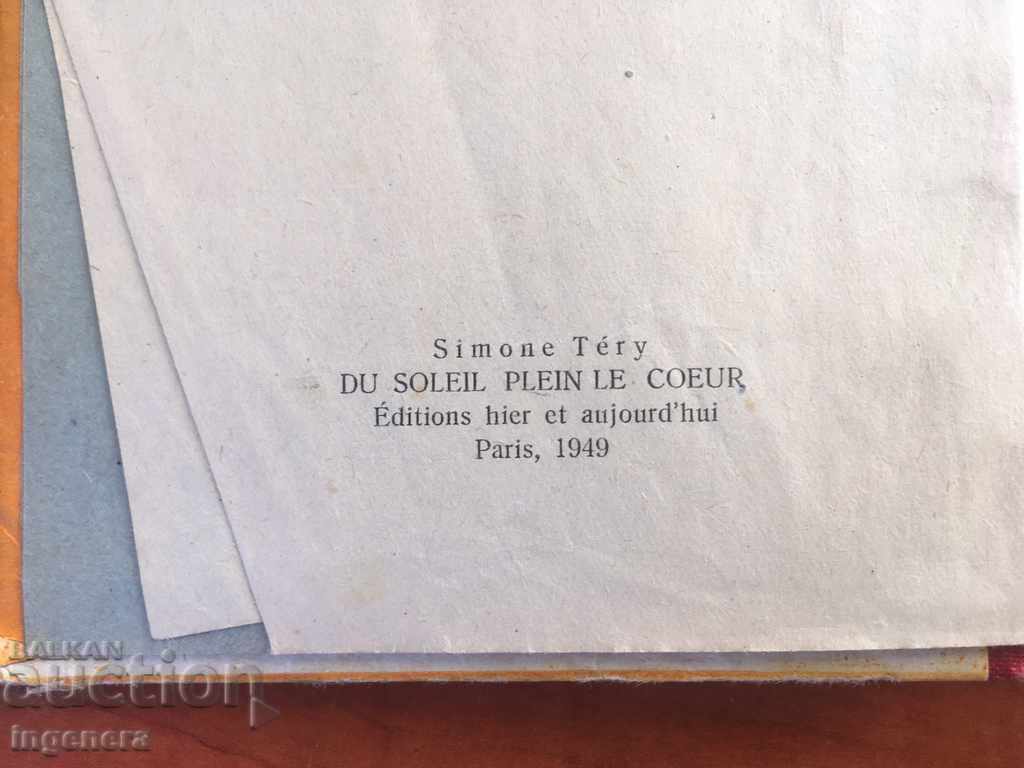 Simone Téry
DU SOLEIL PLEIN LE COEUR
Éditions hier et aujourd'hui
Paris, 1949
BALKAN
auction
ingenera